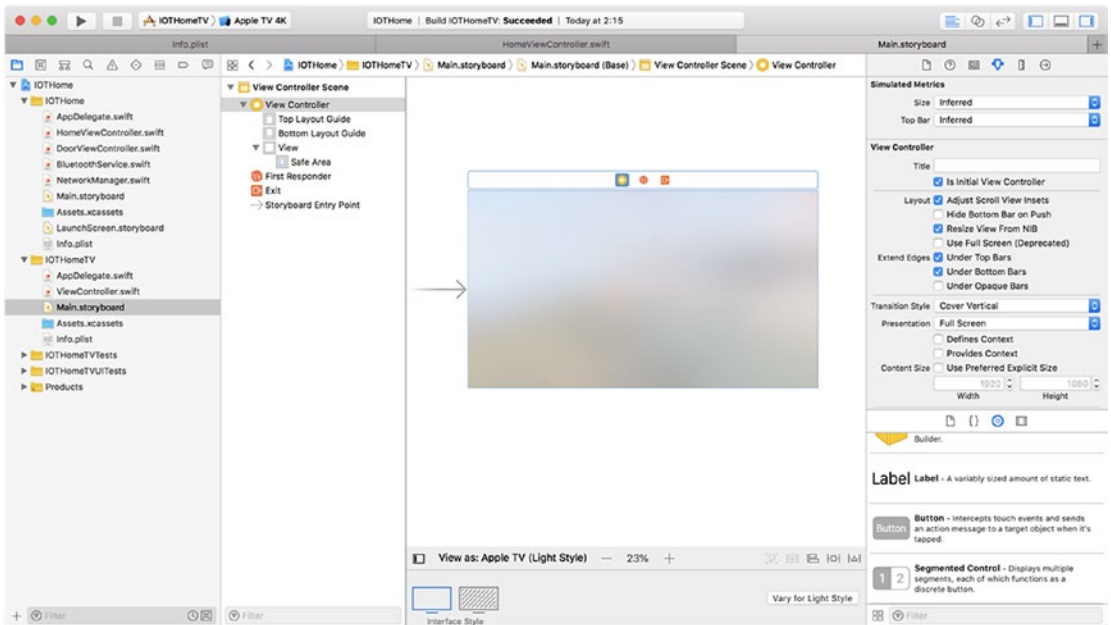 IOTHomeTV
Apple TV 4K
IOTHome | Build IOTHomeTV: Succeeded | Today at 2:15
Info.plist
HomeViewController.swift
Main.storyboard
IOTHome
IOTHomeTV
Main.storyboard
Main.storyboard (Base)
View Controller Scene
View Controller
IOTHome
IOTHome
AppDelegate.swift
HomeViewController.swift
DoorViewController.swift
BluetoothService.swift
NetworkManager.swift
Main.storyboard
Assets.xcassets
LaunchScreen.storyboard
Info.plist
IOTHomeTV
AppDelegate.swift
ViewController.swift
Main.storyboard
Assets.xcassets
Info.plist
IOTHomeTVTests
IOTHomeTVUITests
Products
Filter
View Controller Scene
View Controller
Top Layout Guide
Bottom Layout Guide
View
Safe Area
First Responder
Exit
Storyboard Entry Point
Filter
View as: Apple TV (Light Style) — 23% +
Interface Style
Vary for Light Style
Simulated Metrics
Size Inferred
Top Bar Inferred
View Controller
Title
Is Initial View Controller
Layout Adjust Scroll View Insets
Hide Bottom Bar on Push
Resize View From NIB
Use Full Screen (Deprecated)
Extend Edges Under Top Bars
Under Bottom Bars
Under Opaque Bars
Transition Style Cover Vertical
Presentation Full Screen
Defines Context
Provides Context
Content Size Use Preferred Explicit Size
1920 1080
Width Height
{}
Builder.
Label Label - A variably sized amount of static text.
Button Button - Intercepts touch events and sends
an action message to a target object when it's
tapped.
1 2 Segmented Control - Displays multiple
segments, each of which functions as a
discrete button.
Filter